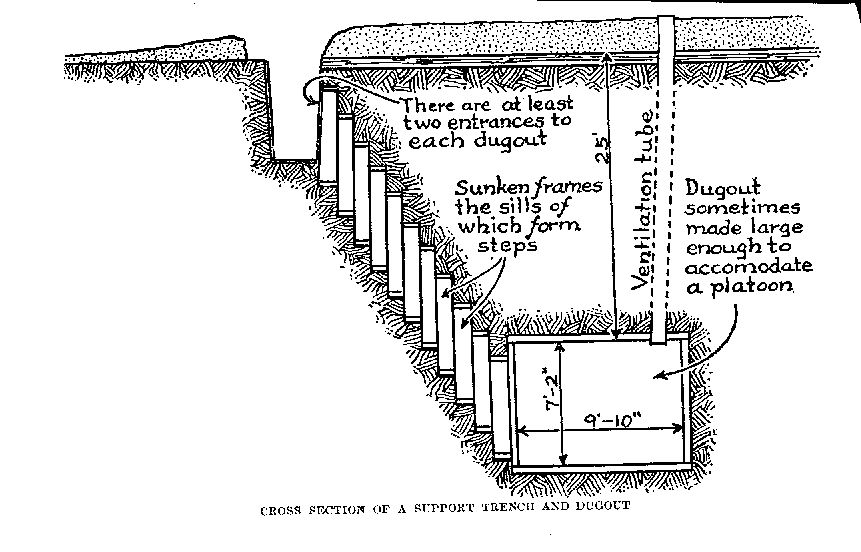 There are at least
two entrances to
each dugout
Sunken frames
the sills of
which form
steps
25'
Ventilation tube
Dugout
sometimes
made large
enough to
accomodate
a platoon
7'-2"
9'-10"
CROSS SECTION OF A SUPPORT TRENCH AND DUGOUT